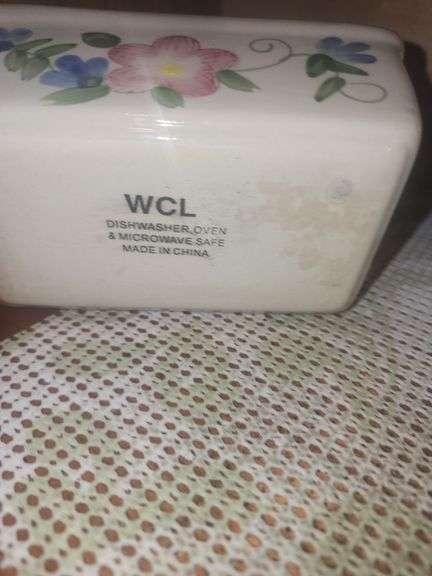 WCL
DISHWASHER,OVEN
& MICROWAVE SAFE
MADE IN CHINA